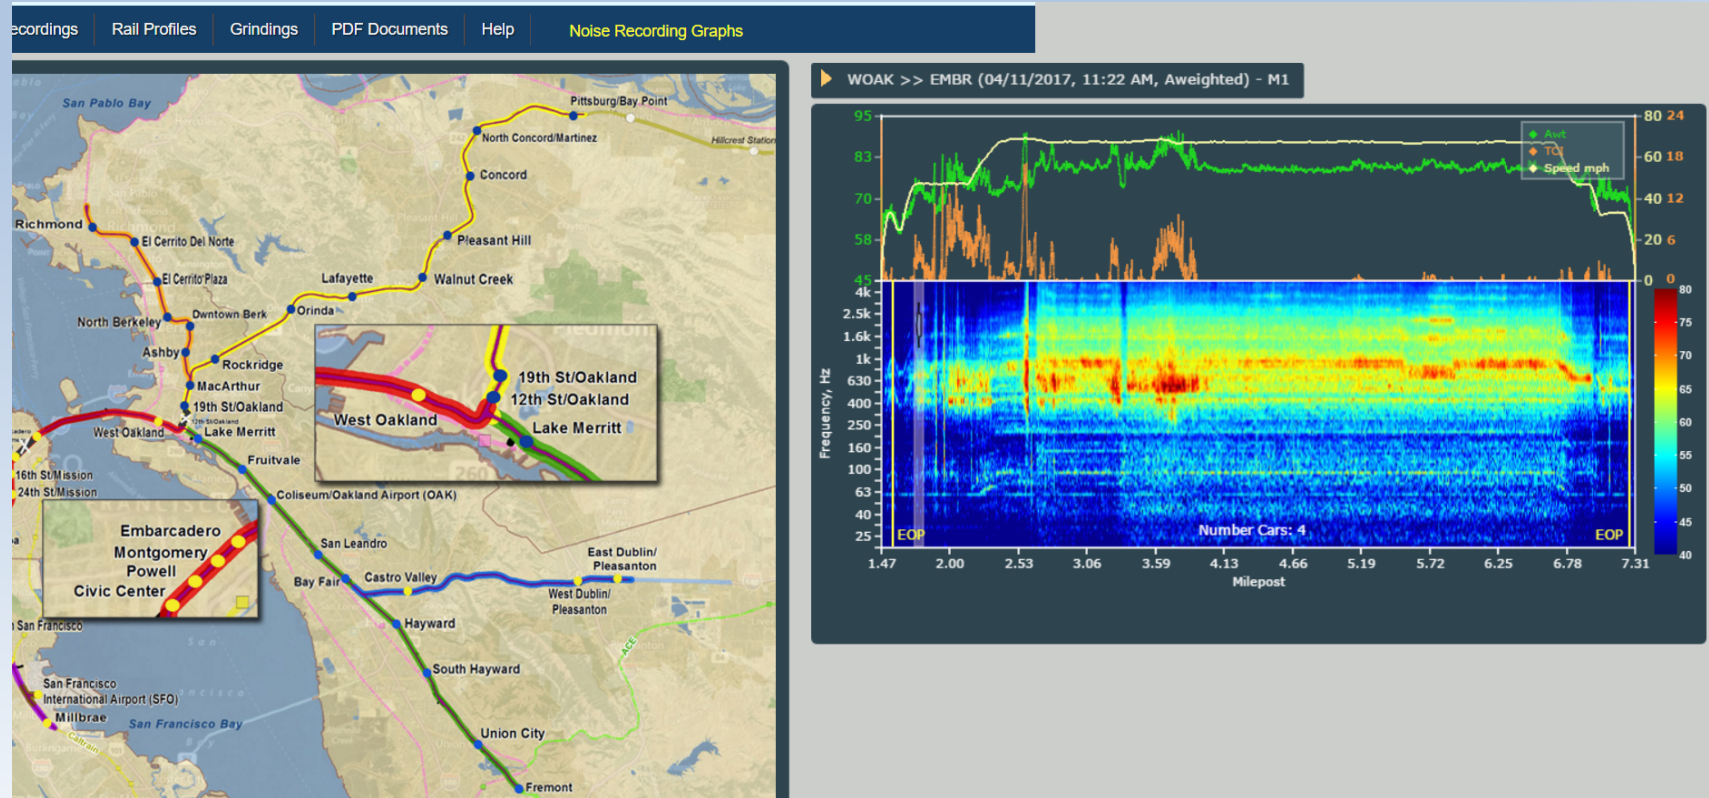 ecordings
Rail Profiles
Grindings
PDF Documents
Help
Noise Recording Graphs
San Pablo Bay
Pittsburg/Bay Point
North Concord/Martinez
Hillcrest Station
Concord
Richmond
El Cerrito Del Norte
Pleasant Hill
El Cerrito Plaza
Lafayette
Walnut Creek
Orinda
North Berkeley
Dwntown Berk
Ashby
Rockridge
MacArthur
19th St/Oakland
12th St/Oakland
West Oakland
Lake Merritt
19th St/Oakland
12th St/Oakland
West Oakland
Lake Merritt
260
Fruitvale
16th St/Mission
24th St/Mission
Coliseum/Oakland Airport (OAK)
Embarcadero
Montgomery
Powell
Civic Center
San Leandro
East Dublin/
Pleasanton
Bay Fair
Castro Valley
West Dublin/
Pleasanton
San Francisco
Hayward
ACE
South Hayward
San Francisco
International Airport (SFO)
Millbrae
San Francisco Bay
Caltrain
Union City
Fremont
WOAK >> EMBR (04/11/2017, 11:22 AM, Aweighted) - M1
95
83
70
58
45
80 24
60 18
40 12
20 6
0 0
Awt
TCI
Speed mph
4k
2.5k
1.6k
1k
630
400
250
160
100
63
40
25
Frequency, Hz
EOP
Number Cars: 4
EOP
1.47 2.00 2.53 3.06 3.59 4.13 4.66 5.19 5.72 6.25 6.78 7.31
Milepost
80
75
70
65
60
55
50
45
40